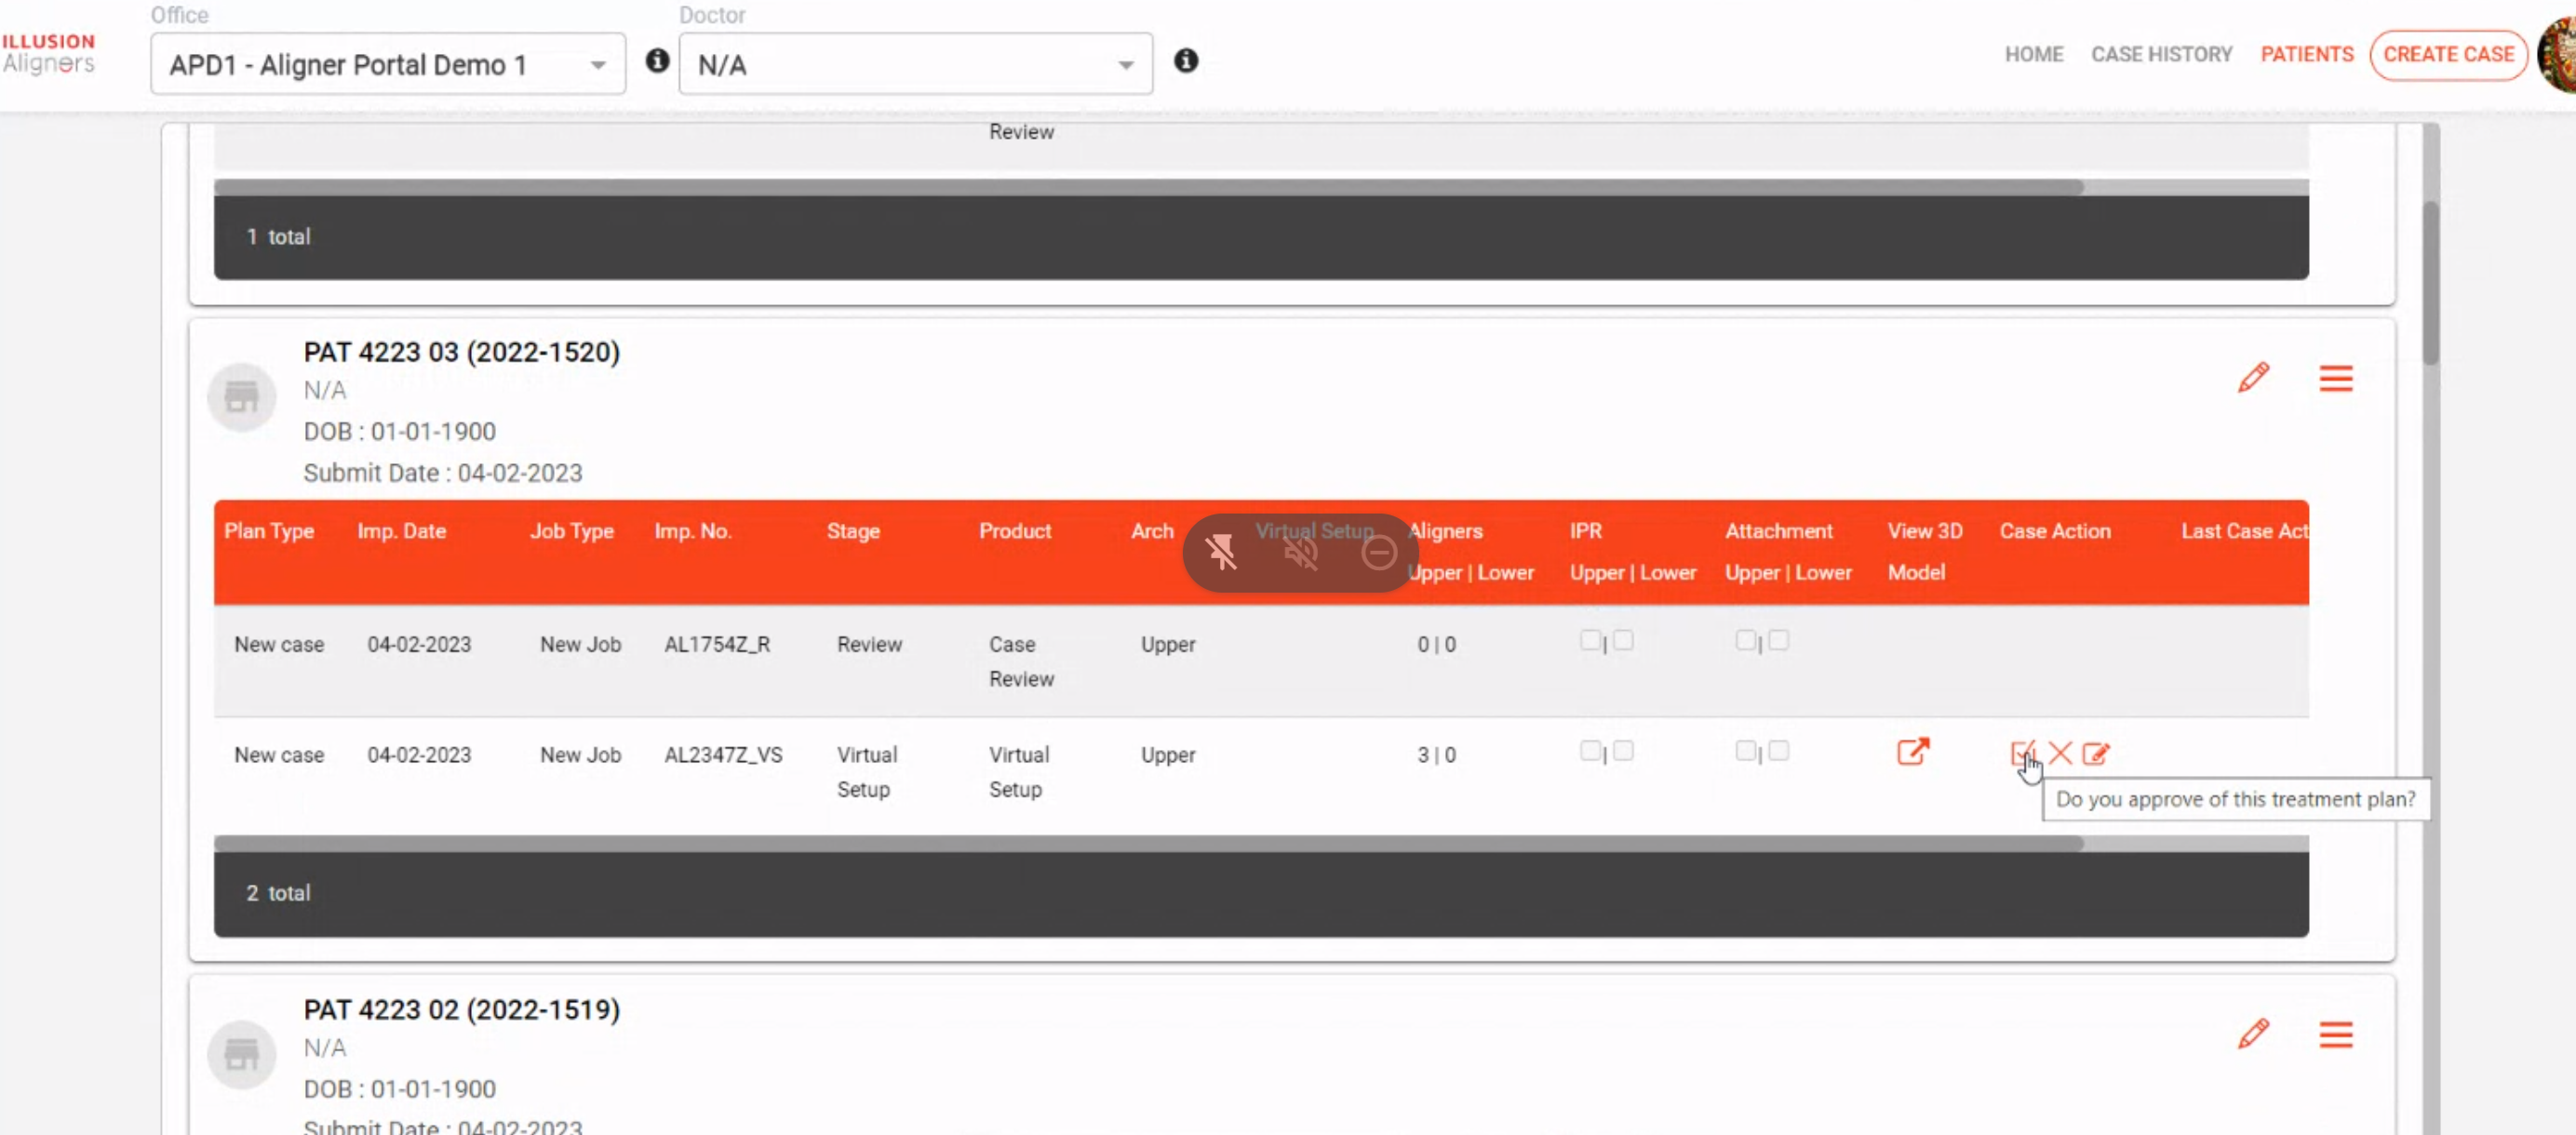 Office
Doctor
ILLUSION
Aligners
APD1 - Aligner Portal Demo 1
N/A
HOME CASE HISTORY PATIENTS CREATE CASE
Review
1 total
PAT 4223 03 (2022-1520)
N/A
DOB : 01-01-1900
Submit Date : 04-02-2023
Plan Type Imp. Date Job Type Imp. No. Stage Product Arch Virtual Setup Aligners IPR Attachment View 3D Case Action Last Case Act
Upper | Lower Upper | Lower Upper | Lower Model
New case 04-02-2023 New Job AL1754Z_R Review Case Upper 0 | 0 | |
Review
New case 04-02-2023 New Job AL2347Z_VS Virtual Virtual Upper 3 | 0 | |
Setup Setup
Do you approve of this treatment plan?
2 total
PAT 4223 02 (2022-1519)
N/A
DOB : 01-01-1900
Submit Date : 04-02-2023